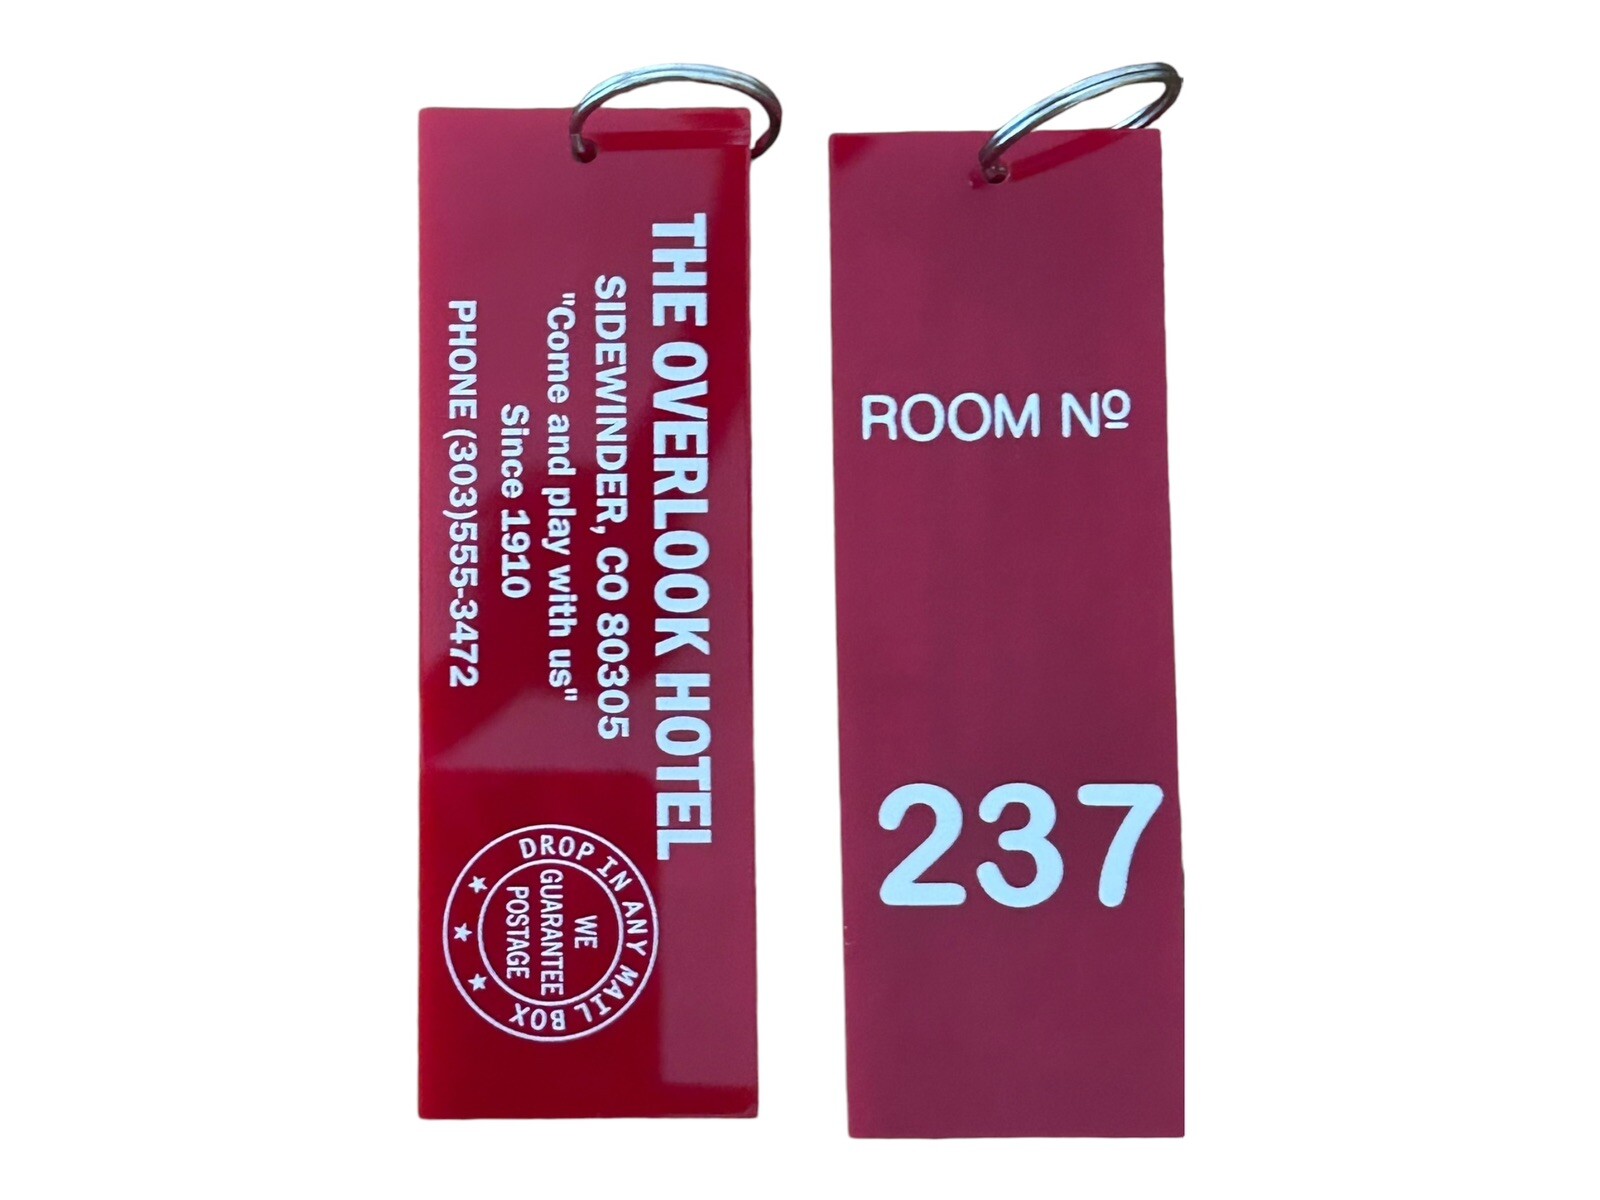 THE OVERLOOK HOTEL
SIDEWINDER, CO 80305
"Come and play with us"
Since 1910
PHONE (303)555-3472
DROP IN ANY MAIL BOX
WE
GUARANTEE
POSTAGE
ROOM Nº
237